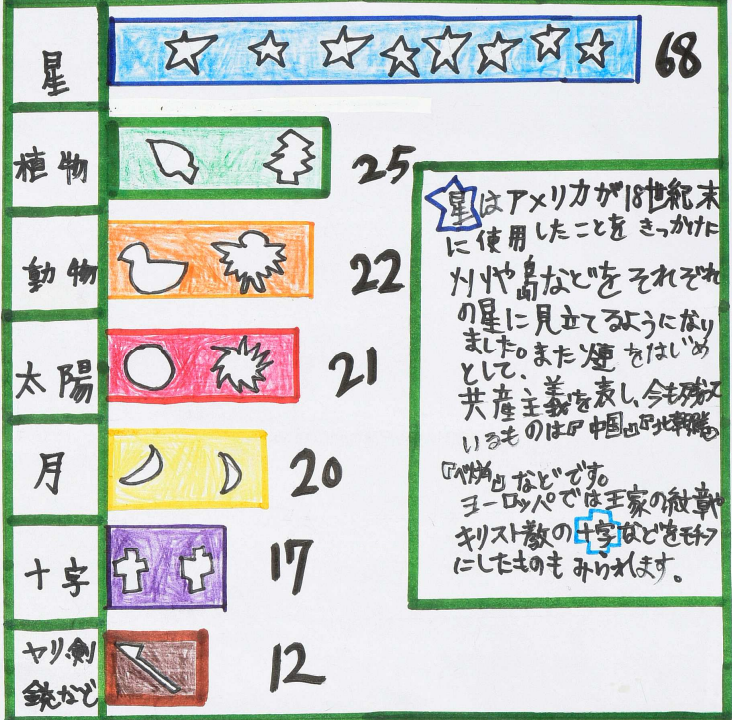 星
68
植物
25
動物
22
太陽
21
月
20
十字
17
ヤリ、剣
銃など
12
星はアメリカが18世紀末
に使用したことをきっかけに
州や島などをそれぞれ
の星に見立てるようになり
ました。また ソ連をはじめ
として、
共産主義を表し、今も残って
いるものは『中国』『北朝鮮』
『ベトナム』などです。
ヨーロッパでは王家の紋章や
キリスト教の十字などをモチーフ
にしたものもみられます。